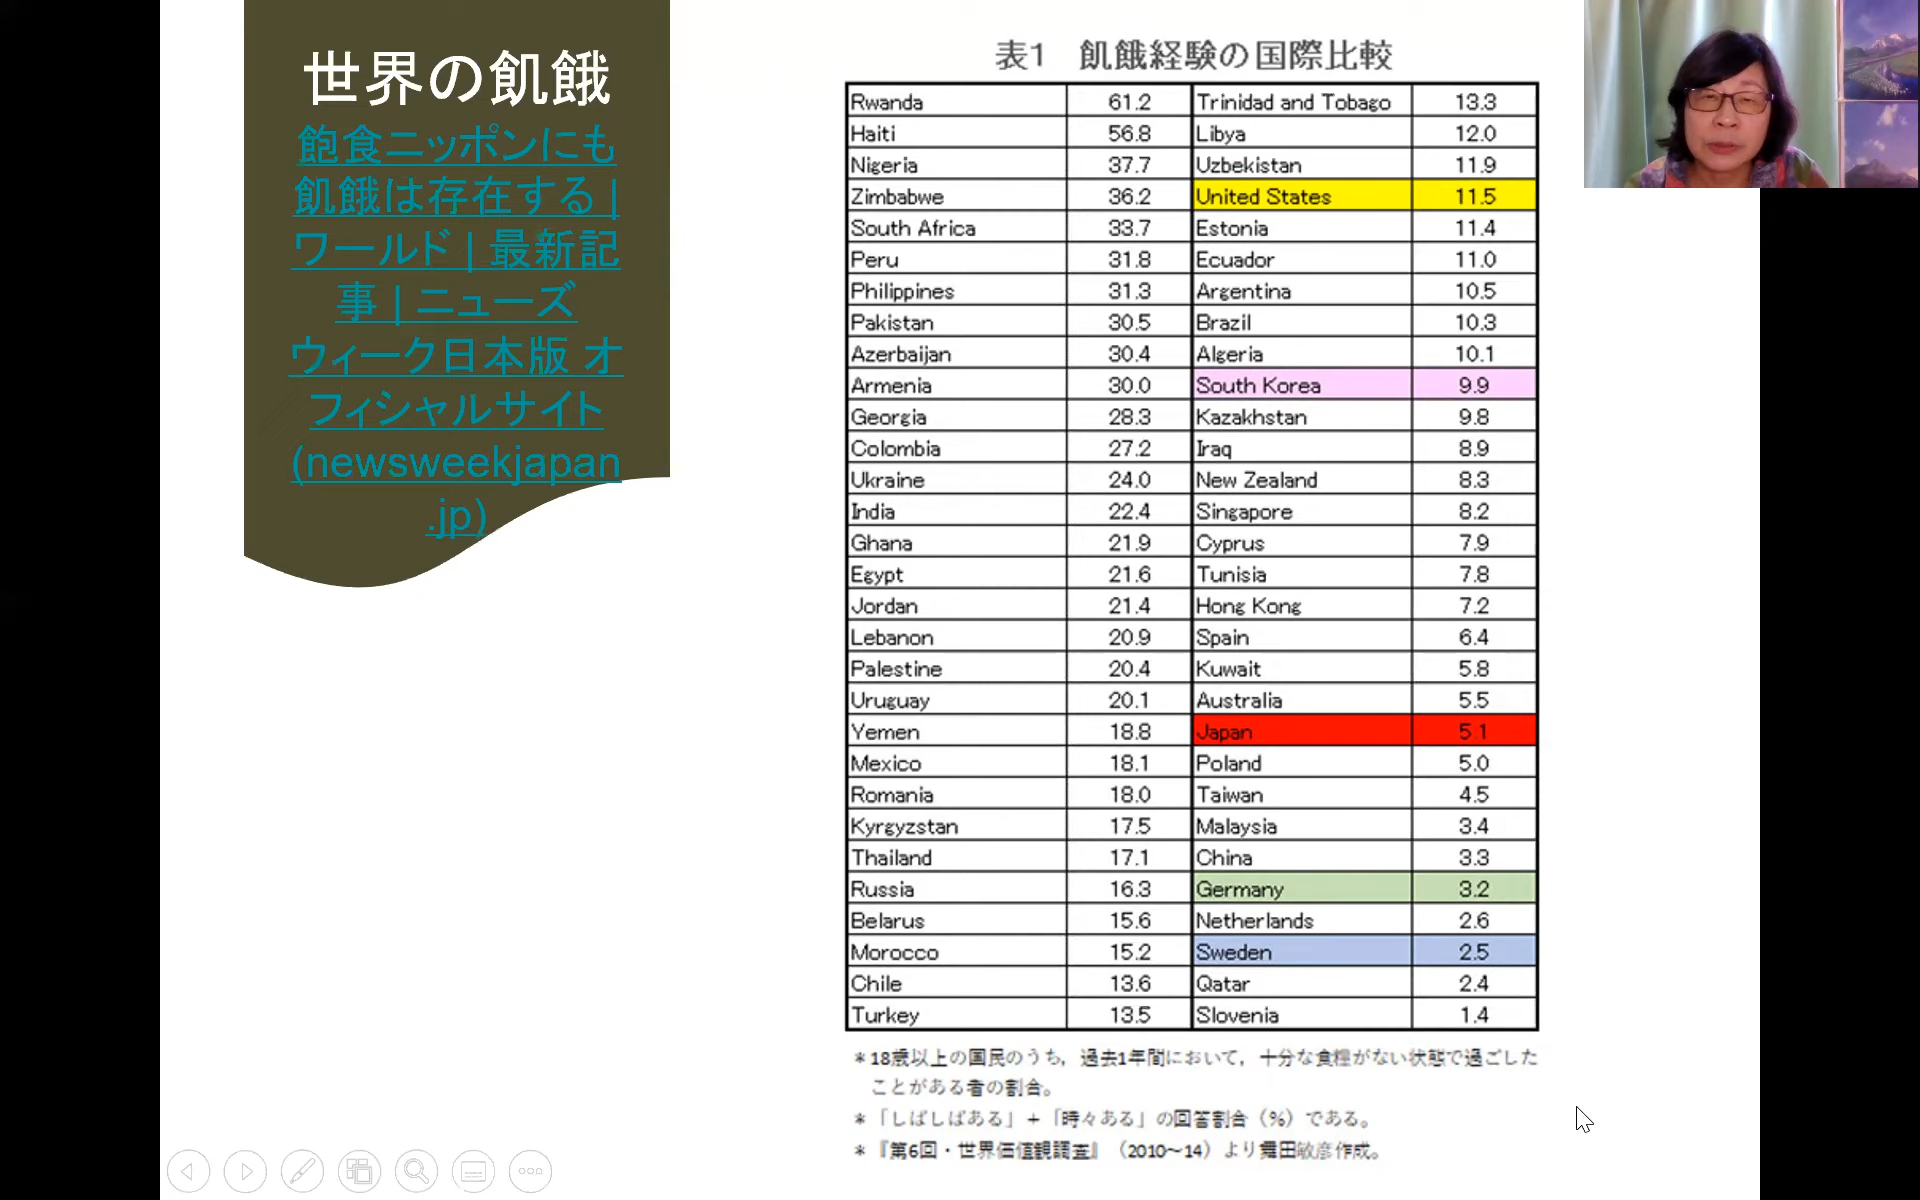 世界の飢餓
飽食ニッポンにも
飢餓は存在する |
ワールド | 最新記
事 | ニューズ
ウィーク日本版 オ
フィシャルサイト
(newsweekjapan
.jp)
表1 飢餓経験の国際比較
Rwanda 61.2 Trinidad and Tobago 13.3
Haiti 56.8 Libya 12.0
Nigeria 37.7 Uzbekistan 11.9
Zimbabwe 36.2 United States 11.5
South Africa 33.7 Estonia 11.4
Peru 31.8 Ecuador 11.0
Philippines 31.3 Argentina 10.5
Pakistan 30.5 Brazil 10.3
Azerbaijan 30.4 Algeria 10.1
Armenia 30.0 South Korea 9.9
Georgia 28.3 Kazakhstan 9.8
Colombia 27.2 Iraq 8.9
Ukraine 24.0 New Zealand 8.3
India 22.4 Singapore 8.2
Ghana 21.9 Cyprus 7.9
Egypt 21.6 Tunisia 7.8
Jordan 21.4 Hong Kong 7.2
Lebanon 20.9 Spain 6.4
Palestine 20.4 Kuwait 5.8
Uruguay 20.1 Australia 5.5
Yemen 18.8 Japan 5.1
Mexico 18.1 Poland 5.0
Romania 18.0 Taiwan 4.5
Kyrgyzstan 17.5 Malaysia 3.4
Thailand 17.1 China 3.3
Russia 16.3 Germany 3.2
Belarus 15.6 Netherlands 2.6
Morocco 15.2 Sweden 2.5
Chile 13.6 Qatar 2.4
Turkey 13.5 Slovenia 1.4
＊18歳以上の国民のうち，過去1年間において，十分な食糧がない状態で過ごした
ことがある者の割合。
＊「しばしばある」＋「時々ある」の回答割合（%）である。
＊『第6回・世界価値観調査』（2010～14）より舞田敏彦作成。